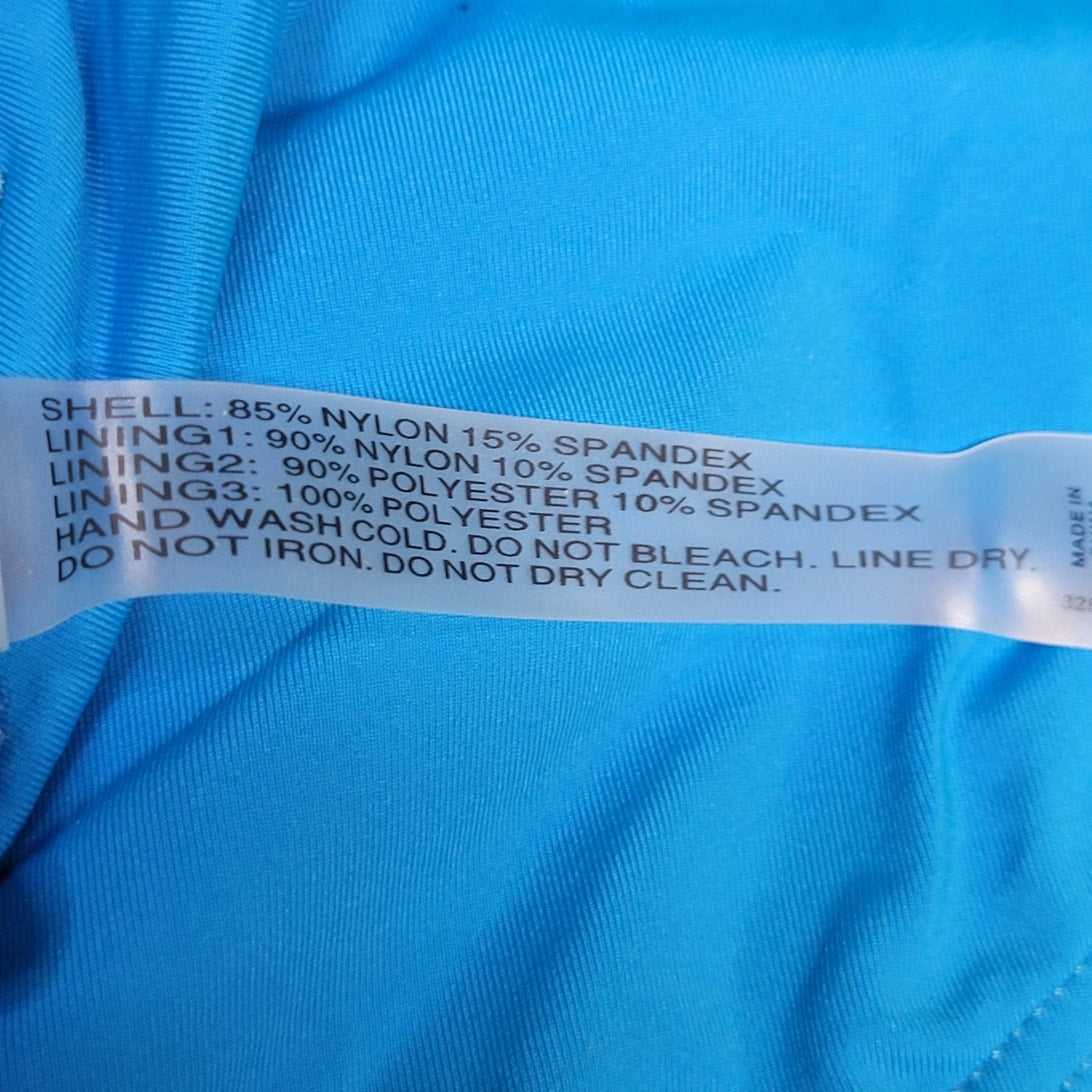 SHELL: 85% NYLON 15% SPANDEX
LINING1: 90% NYLON 10% SPANDEX
LINING2: 90% POLYESTER 10% SPANDEX
LINING3: 100% POLYESTER
HAND WASH COLD. DO NOT BLEACH. LINE DRY.
DO NOT IRON. DO NOT DRY CLEAN.
MADE IN